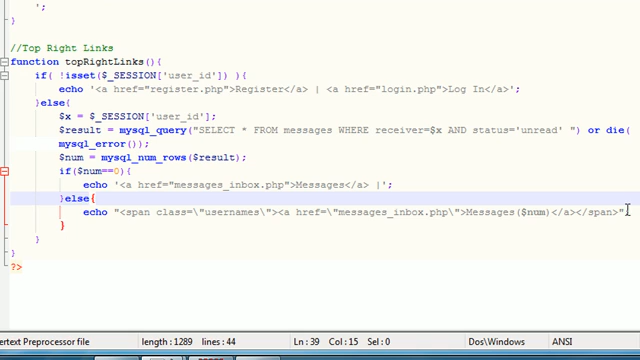 ';
}
//Top Right Links
function topRightLinks(){
if( !isset($_SESSION['user_id']) ){
echo '<a href="register.php">Register</a> | <a href="login.php">Log In</a>';
}else{
$x = $_SESSION['user_id'];
$result = mysql_query("SELECT * FROM messages WHERE receiver=$x AND status='unread' ") or die(
mysql_error());
$num = mysql_num_rows($result);
if($num==0){
echo '<a href="messages_inbox.php">Messages</a> |';
}else{
echo "<span class=\"usernames\"><a href=\"messages_inbox.php\">Messages($num)</a></span>"
}
}
}
?>
ertext Preprocessor file length : 1289 lines : 44 Ln : 39 Col : 15 Sel : 0 Dos\Windows ANSI